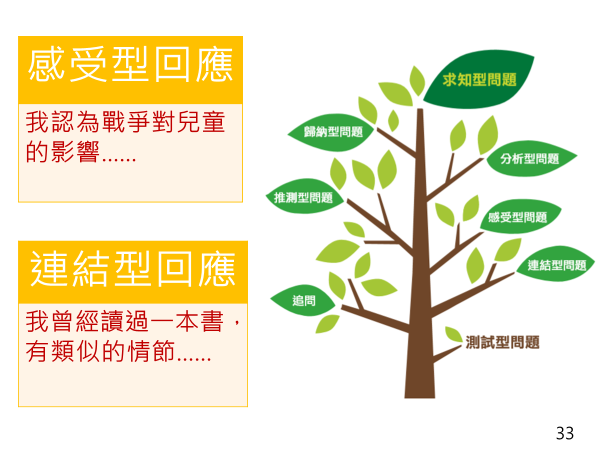 感受型回應
我認為戰爭對兒童
的影響......
連結型回應
我曾經讀過一本書，
有類似的情節......
求知型問題
歸納型問題
分析型問題
推測型問題
感受型問題
連結型問題
追問
測試型問題
33